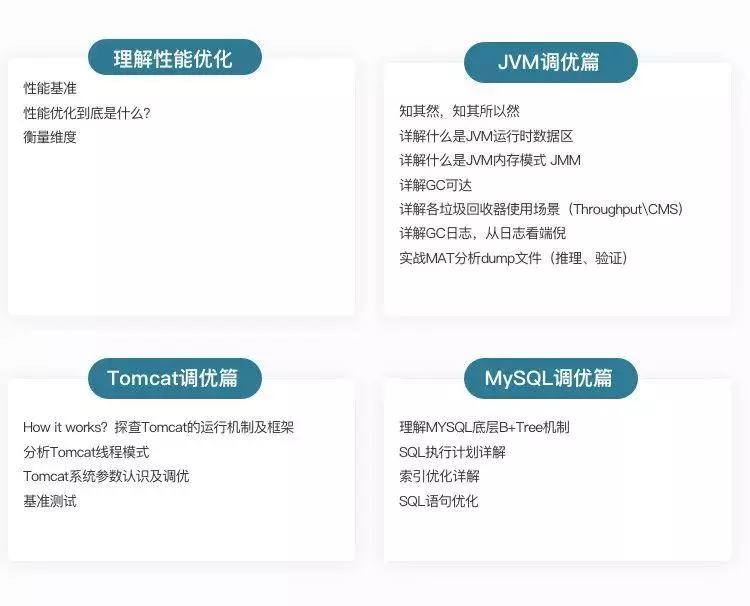 理解性能优化
性能基准
性能优化到底是什么?
衡量维度
JVM调优篇
知其然，知其所以然
详解什么是JVM运行时数据区
详解什么是JVM内存模式 JMM
详解GC可达
详解各垃圾回收器使用场景（Throughput\CMS）
详解GC日志，从日志看端倪
实战MAT分析dump文件（推理、验证）
Tomcat调优篇
How it works？探查Tomcat的运行机制及框架
分析Tomcat线程模式
Tomcat系统参数认识及调优
基准测试
MySQL调优篇
理解MYSQL底层B+Tree机制
SQL执行计划详解
索引优化详解
SQL语句优化